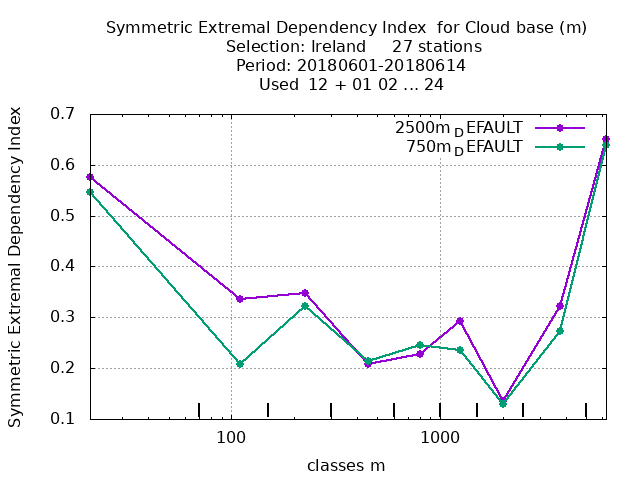 Symmetric Extremal Dependency Index  for Cloud base (m)
Selection: Ireland     27 stations
Period: 20180601-20180614
Used  12 + 01 02 ... 24
2500m_DEFAULT
750m_DEFAULT
Symmetric Extremal Dependency Index
0.7
0.6
0.5
0.4
0.3
0.2
0.1
100
1000
classes m